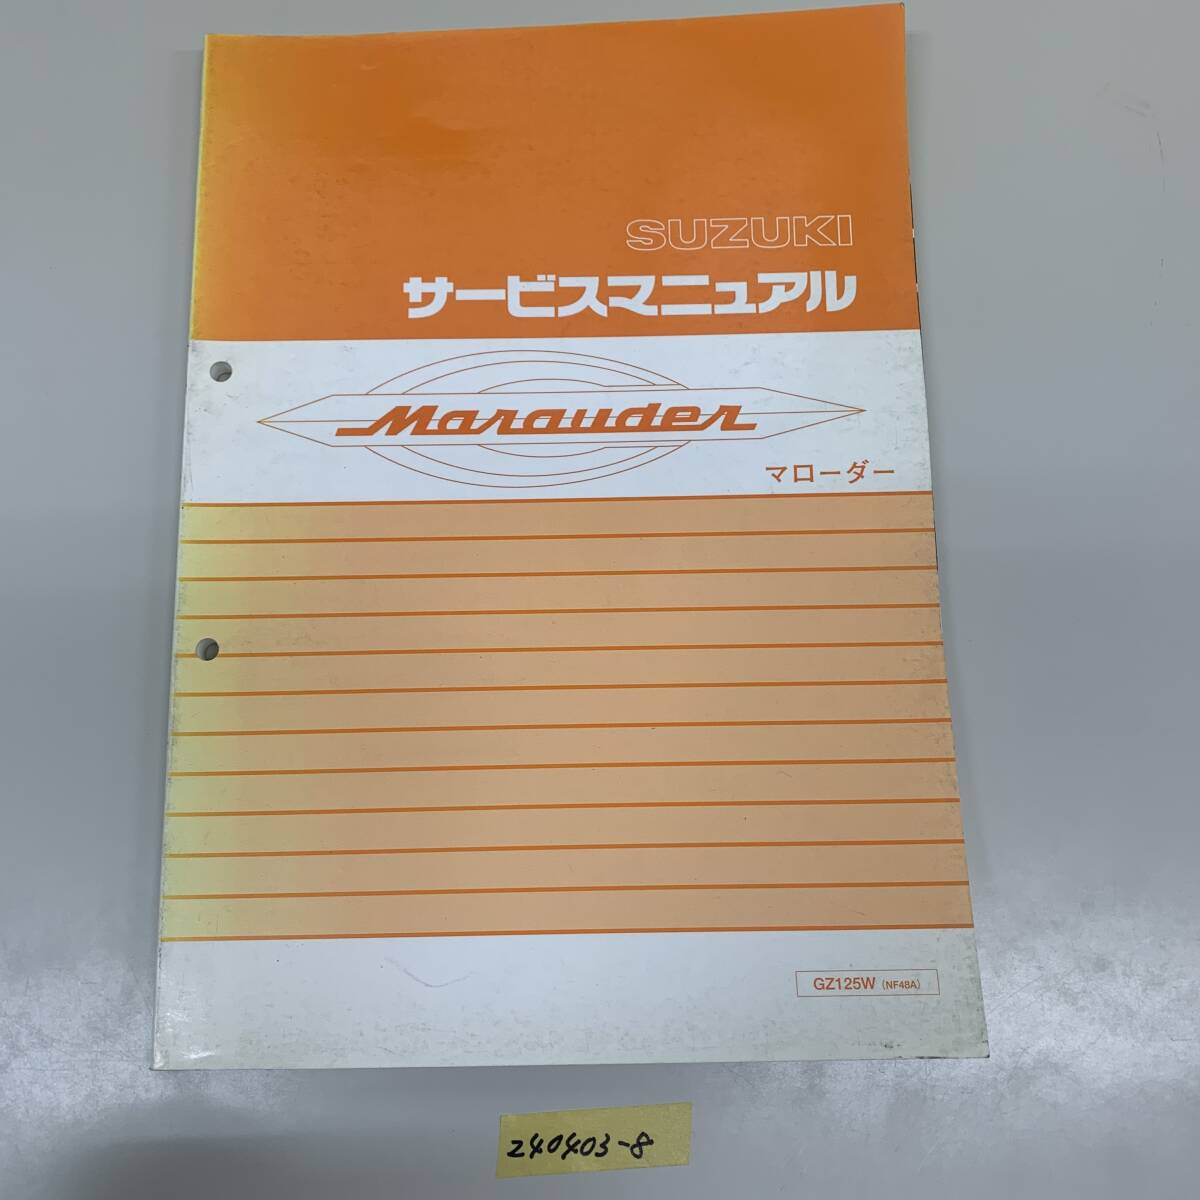 SUZUKI
サービスマニュアル
Marauder
マローダー
GZ125W (NF48A)
240403-8